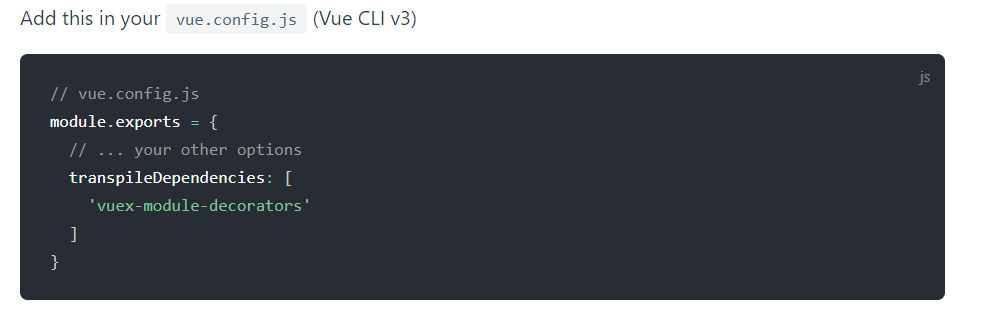 Add this in your vue.config.js (Vue CLI v3)
js
// vue.config.js
module.exports = {
  // ... your other options
  transpileDependencies: [
    'vuex-module-decorators'
  ]
}